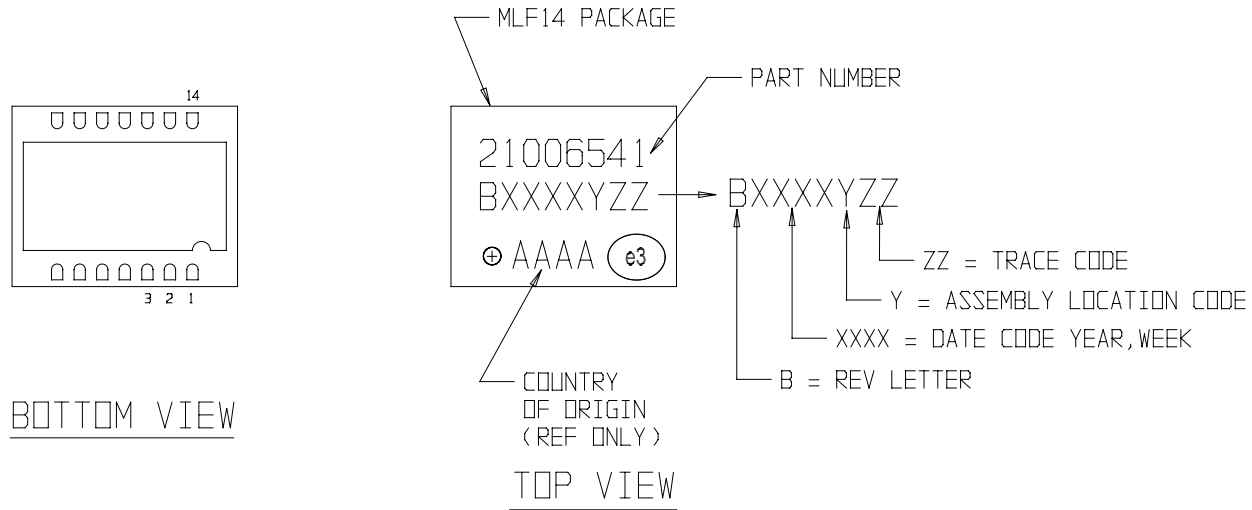 14
3 2 1
BOTTOM VIEW
MLF14 PACKAGE
PART NUMBER
21006541
BXXXXYZZ
AAAA e3
BXXXXYZZ
ZZ = TRACE CODE
Y = ASSEMBLY LOCATION CODE
XXXX = DATE CODE YEAR,WEEK
B = REV LETTER
COUNTRY
OF ORIGIN
(REF ONLY)
TOP VIEW